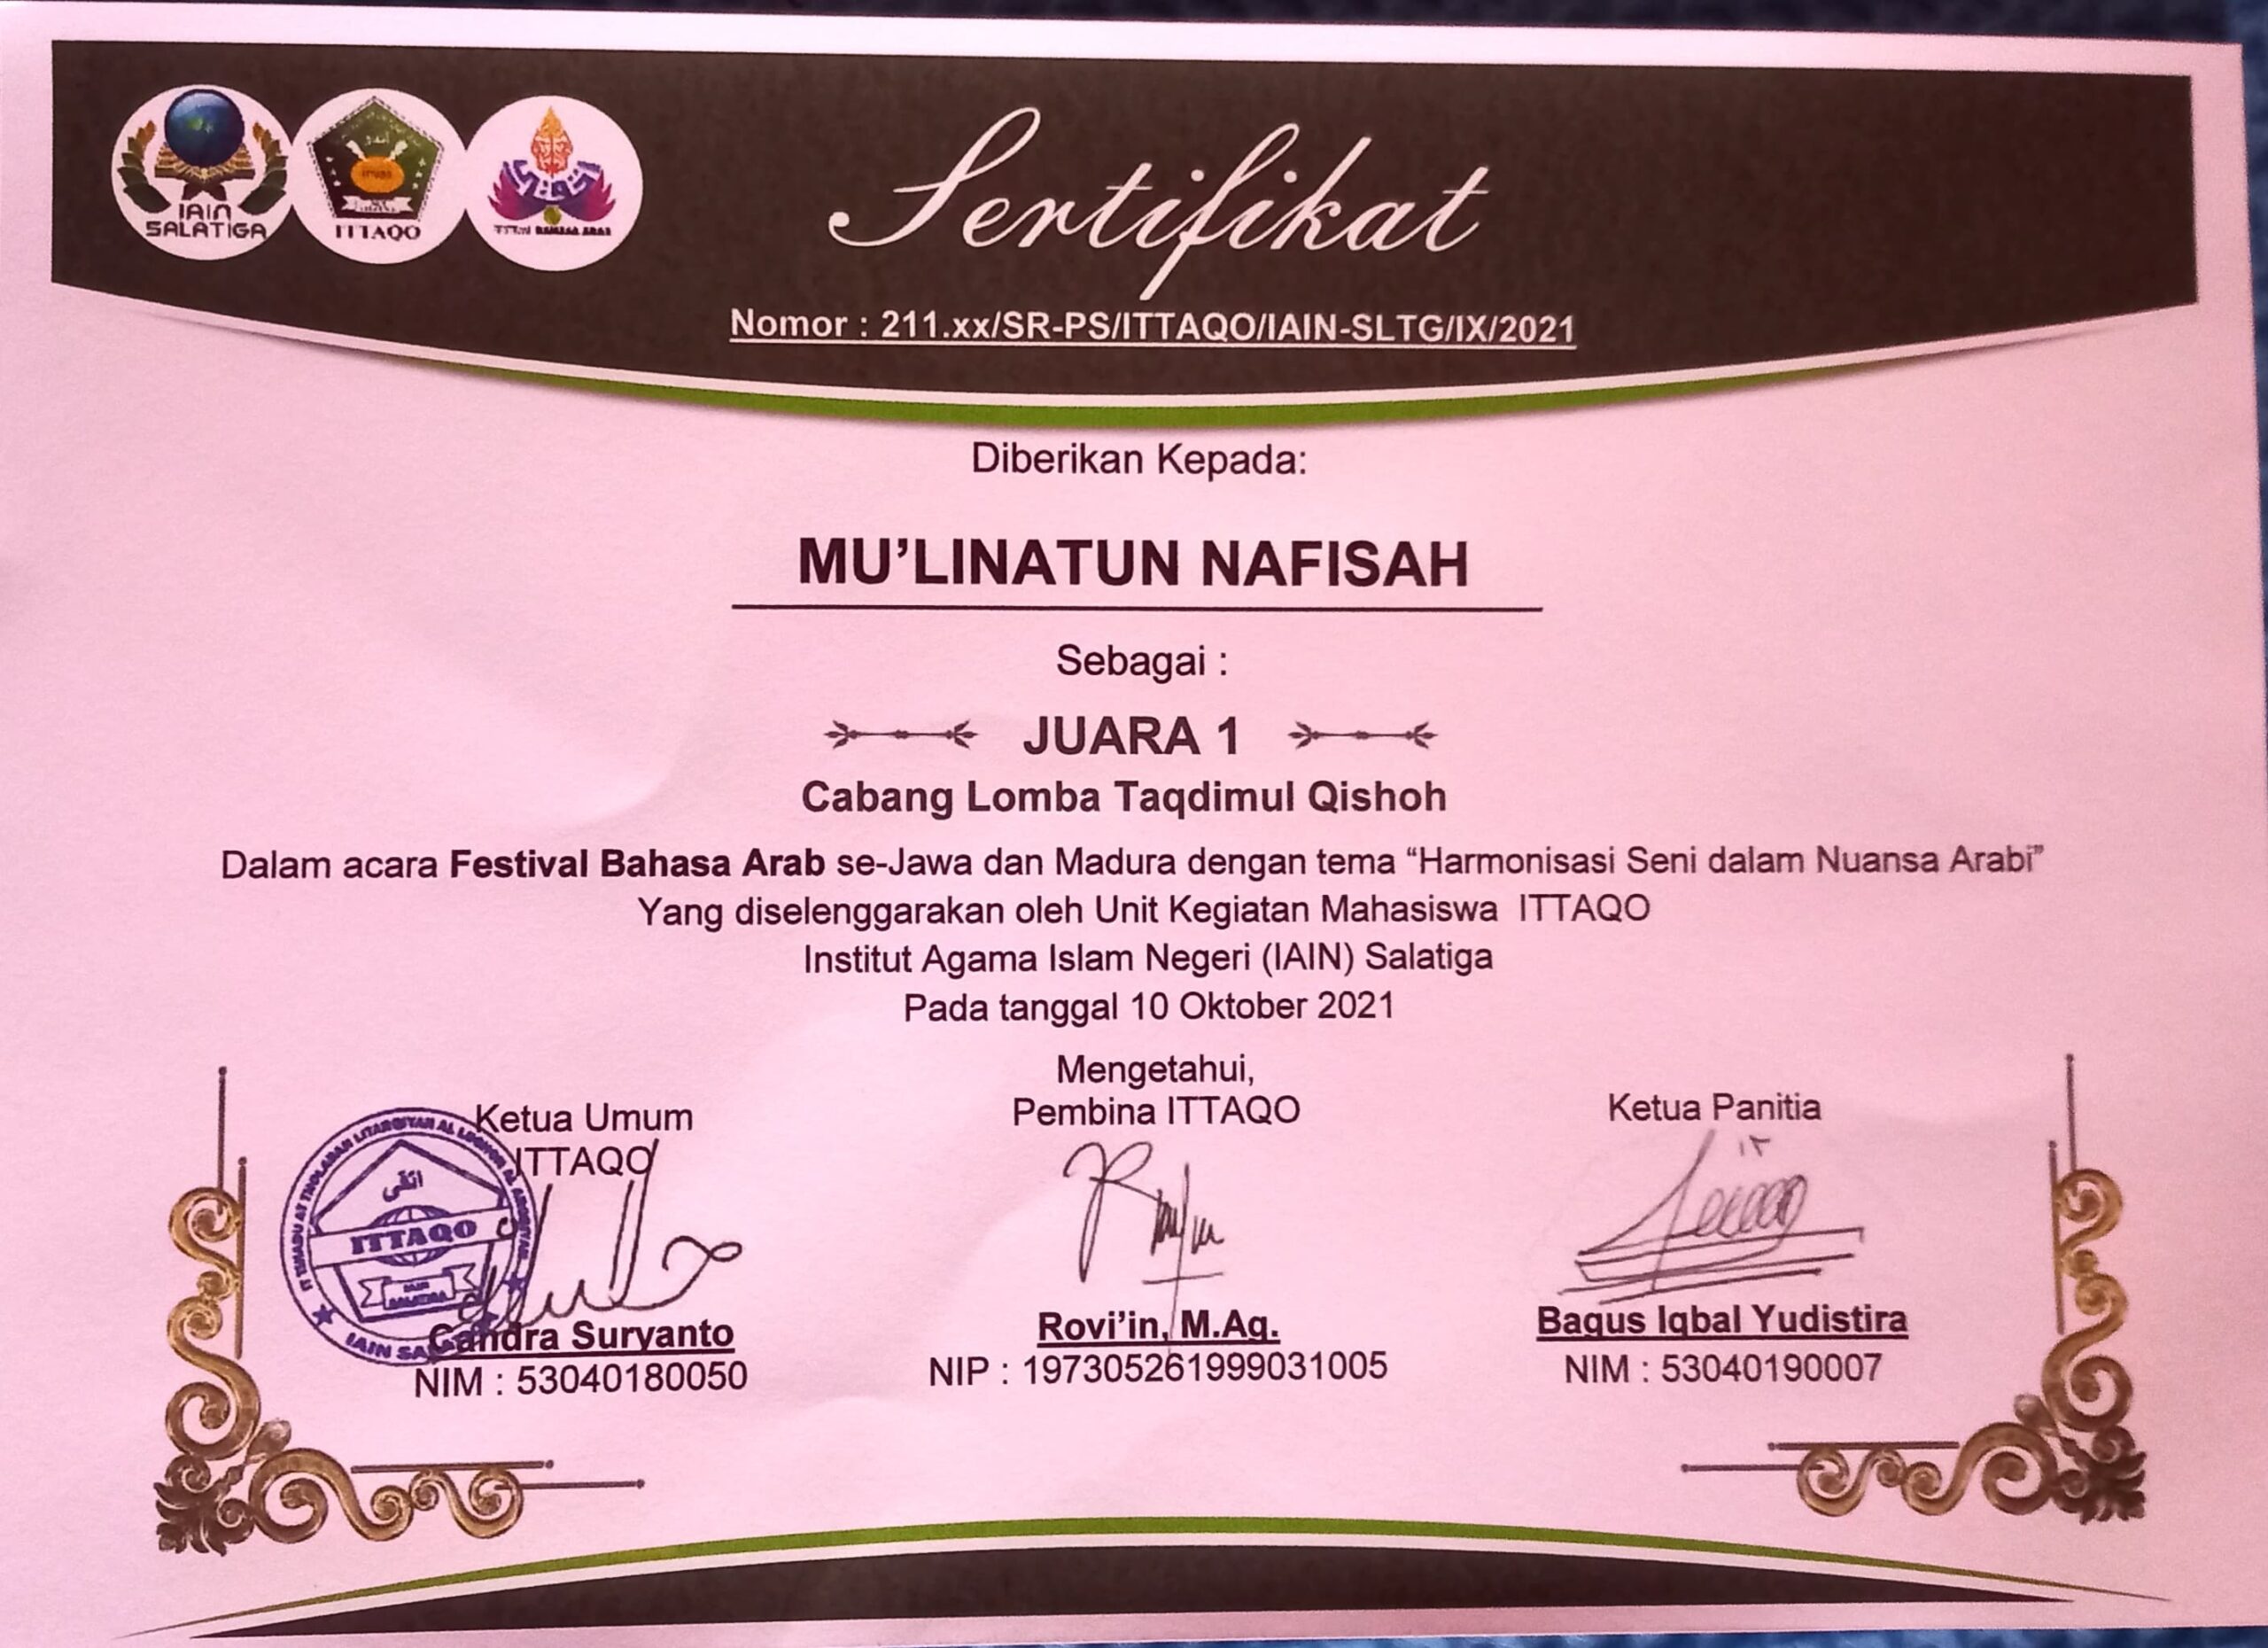 IAIN
SALATIGA
ITTAQO
Sertifikat
Nomor : 211.xx/SR-PS/ITTAQO/IAIN-SLTG/IX/2021
Diberikan Kepada:
MU’LINATUN NAFISAH
Sebagai :
JUARA 1
Cabang Lomba Taqdimul Qishoh
Dalam acara Festival Bahasa Arab se-Jawa dan Madura dengan tema “Harmonisasi Seni dalam Nuansa Arabi”
Yang diselenggarakan oleh Unit Kegiatan Mahasiswa ITTAQO
Institut Agama Islam Negeri (IAIN) Salatiga
Pada tanggal 10 Oktober 2021
Mengetahui,
Ketua Umum
ITTAQO
اتقى
ITTAQO
IAIN
SALATIGA
Candra Suryanto
NIM : 53040180050
Pembina ITTAQO
Rovi’in, M.Ag.
NIP : 197305261999031005
Ketua Panitia
Bagus Iqbal Yudistira
NIM : 53040190007